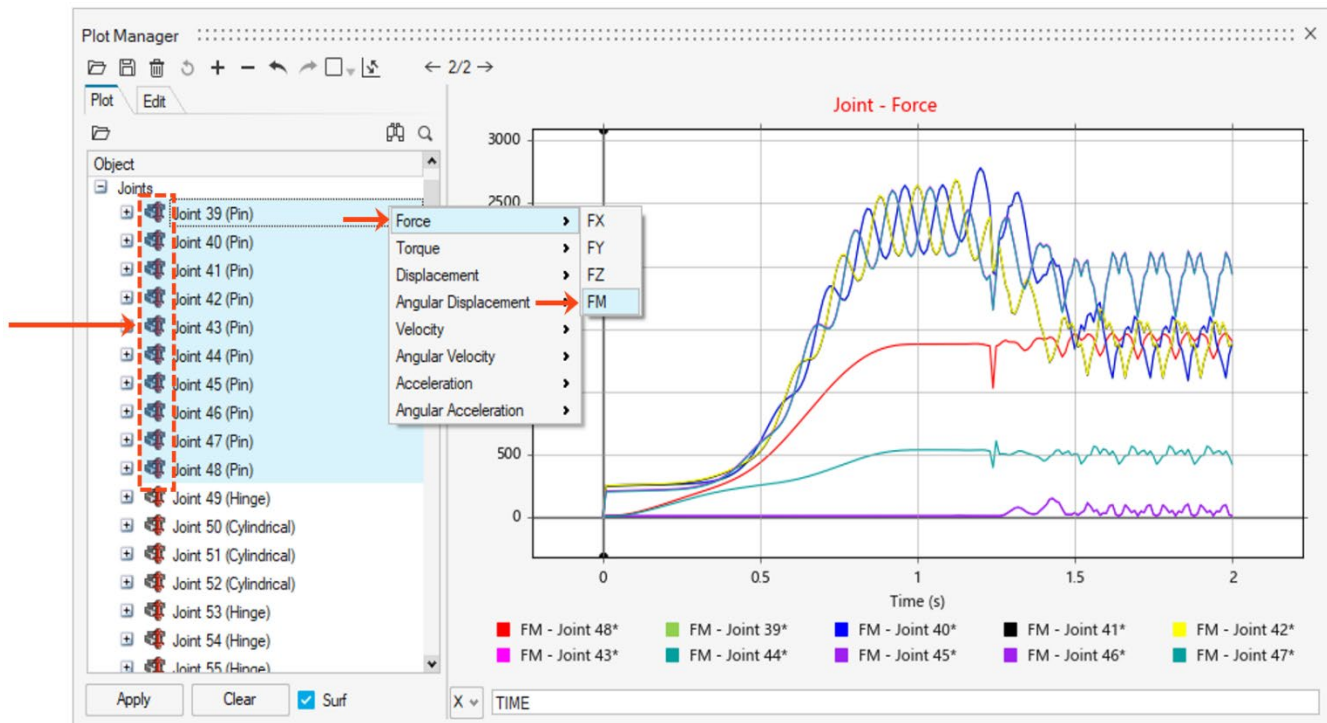 Plot Manager
← 2/2 →
Plot Edit
Object
Joints
Joint 39 (Pin)
Joint 40 (Pin)
Joint 41 (Pin)
Joint 42 (Pin)
Joint 43 (Pin)
Joint 44 (Pin)
Joint 45 (Pin)
Joint 46 (Pin)
Joint 47 (Pin)
Joint 48 (Pin)
Joint 49 (Hinge)
Joint 50 (Cylindrical)
Joint 51 (Cylindrical)
Joint 52 (Cylindrical)
Joint 53 (Hinge)
Joint 54 (Hinge)
Joint 55 (Hinge)
Apply Clear Surf
Force
Torque
Displacement
Angular Displacement
Velocity
Angular Velocity
Acceleration
Angular Acceleration
FX
FY
FZ
FM
Joint - Force
3000
2500
500
0
0 0.5 1 1.5 2
Time (s)
FM - Joint 48* FM - Joint 39* FM - Joint 40* FM - Joint 41* FM - Joint 42*
FM - Joint 43* FM - Joint 44* FM - Joint 45* FM - Joint 46* FM - Joint 47*
X TIME